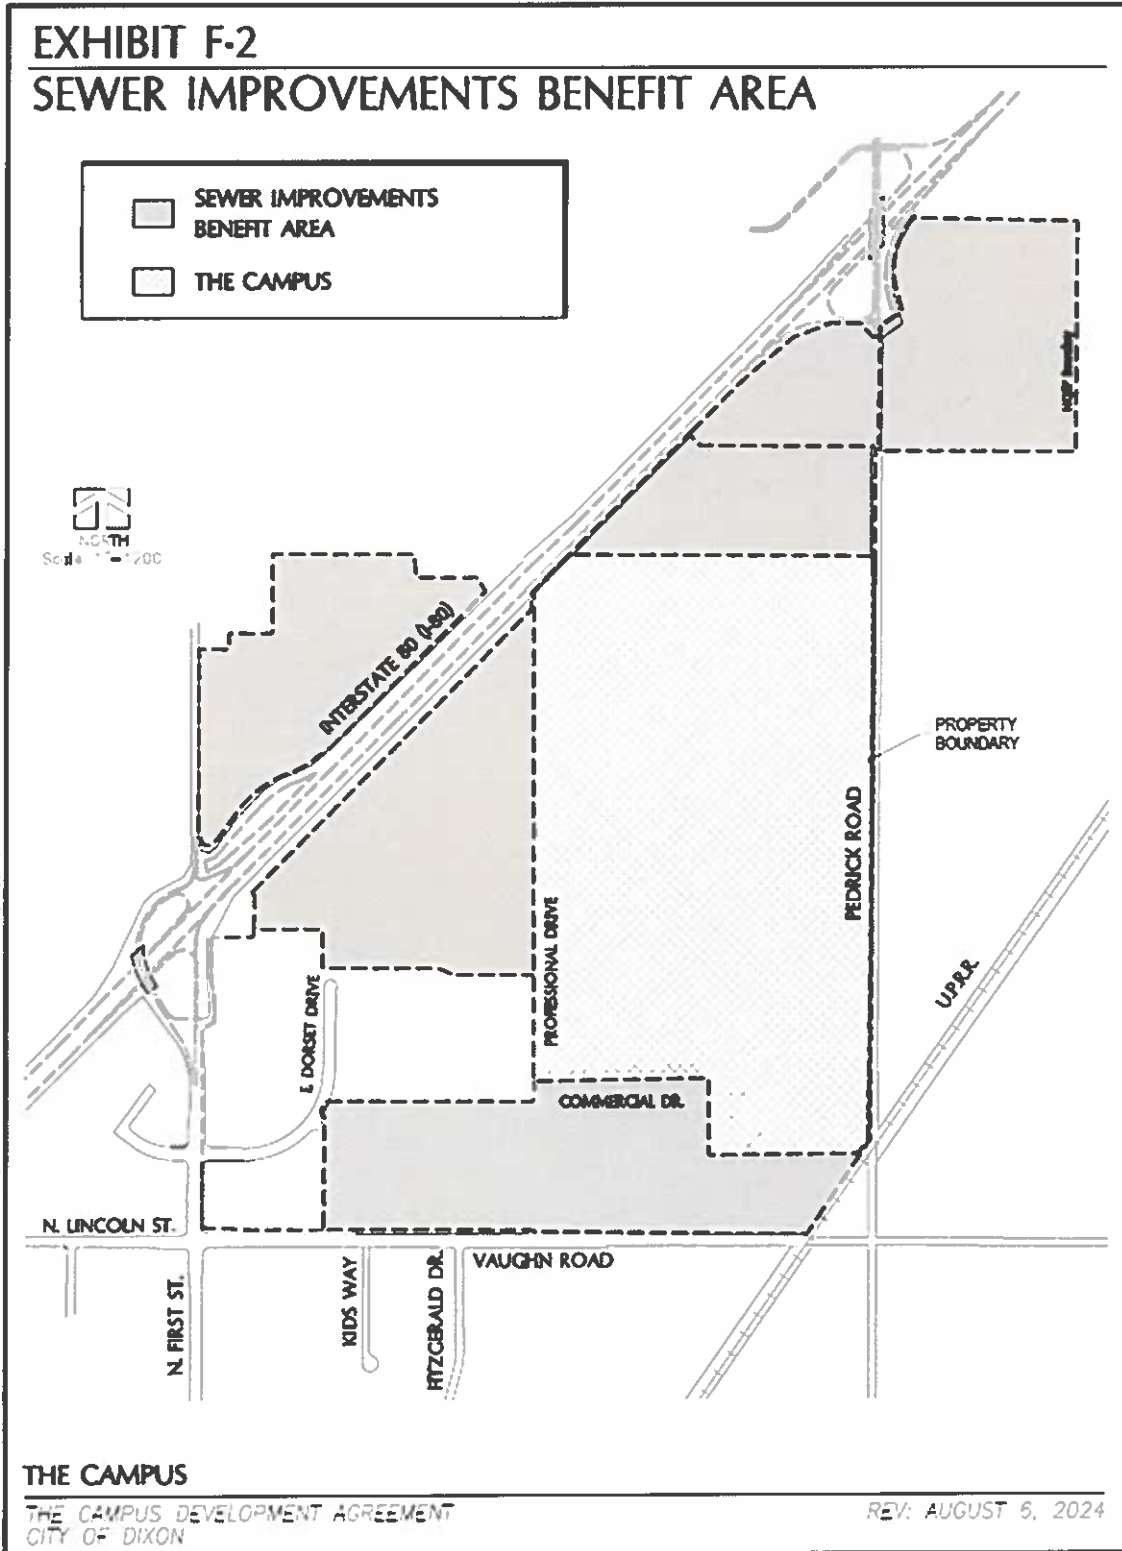 EXHIBIT F-2
SEWER IMPROVEMENTS BENEFIT AREA
SEWER IMPROVEMENTS
BENEFIT AREA
THE CAMPUS
NORTH
INTERSTATE 80 (I-80)
PROPERTY
BOUNDARY
PEDRICK ROAD
PROFESSIONAL DRIVE
U.P.R.R.
E. DORSET DRIVE
COMMERCIAL DR.
N. LINCOLN ST.
VAUGHN ROAD
N. FIRST ST.
KIDS WAY
FITZGERALD DR.
THE CAMPUS
THE CAMPUS DEVELOPMENT AGREEMENT
CITY OF DIXON
REV: AUGUST 6, 2024